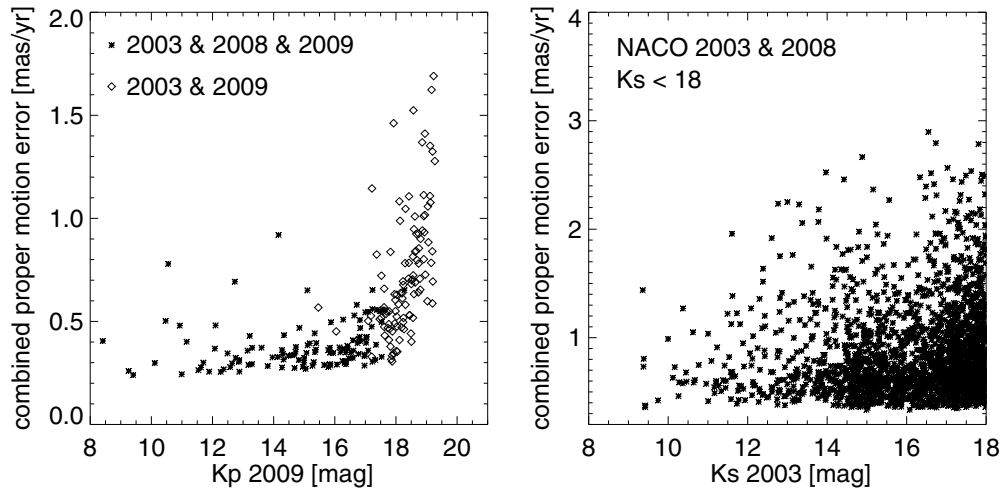 2.0
1.5
1.0
0.5
0.0
combined proper motion error [mas/yr]
2003 & 2008 & 2009
2003 & 2009
8 10 12 14 16 18 20
Kp 2009 [mag]
4
3
2
1
combined proper motion error [mas/yr]
NACO 2003 & 2008
Ks < 18
8 10 12 14 16 18
Ks 2003 [mag]